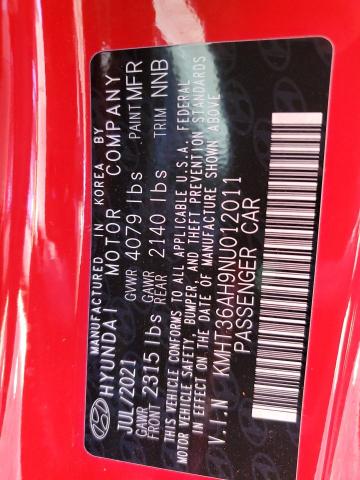 MANUFACTURED IN KOREA BY
HYUNDAI MOTOR COMPANY
JUL/2021 GVWR 4079 lbs PAINT MFR
GAWR FRONT 2315 lbs GAWR REAR 2140 lbs TRIM NNB
THIS VEHICLE CONFORMS TO ALL APPLICABLE U.S.A. FEDERAL
MOTOR VEHICLE SAFETY, BUMPER, AND THEFT PREVENTION STANDARDS
IN EFFECT ON THE DATE OF MANUFACTURE SHOWN ABOVE
V.I.N KMHT36AH9NU012011
PASSENGER CAR